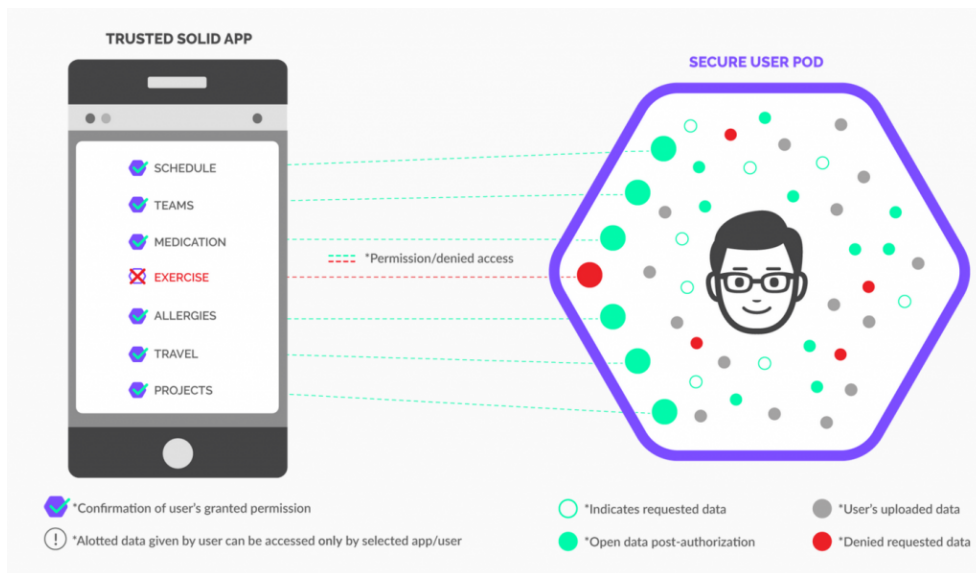 TRUSTED SOLID APP
SECURE USER POD
SCHEDULE
TEAMS
MEDICATION
EXERCISE
ALLERGIES
TRAVEL
PROJECTS
*Permission/denied access
*Confirmation of user's granted permission
! *Alotted data given by user can be accessed only by selected app/user
*Indicates requested data
*User's uploaded data
*Open data post-authorization
*Denied requested data